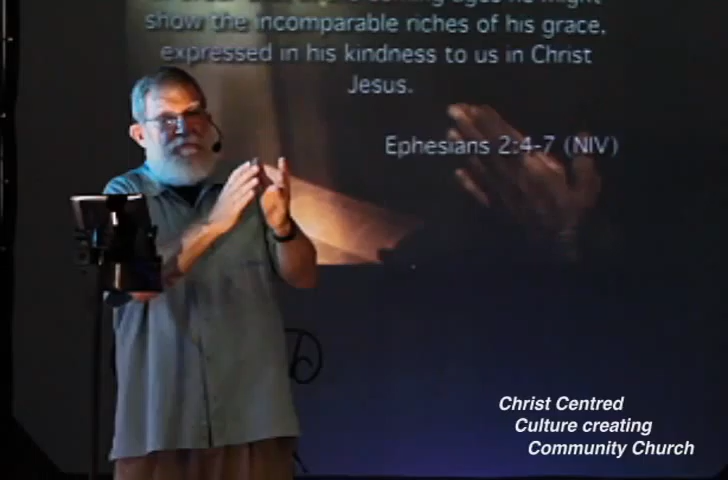 show the incomparable riches of his grace,
expressed in his kindness to us in Christ
Jesus.
Ephesians 2:4-7 (NIV)
Christ Centred
Culture creating
Community Church